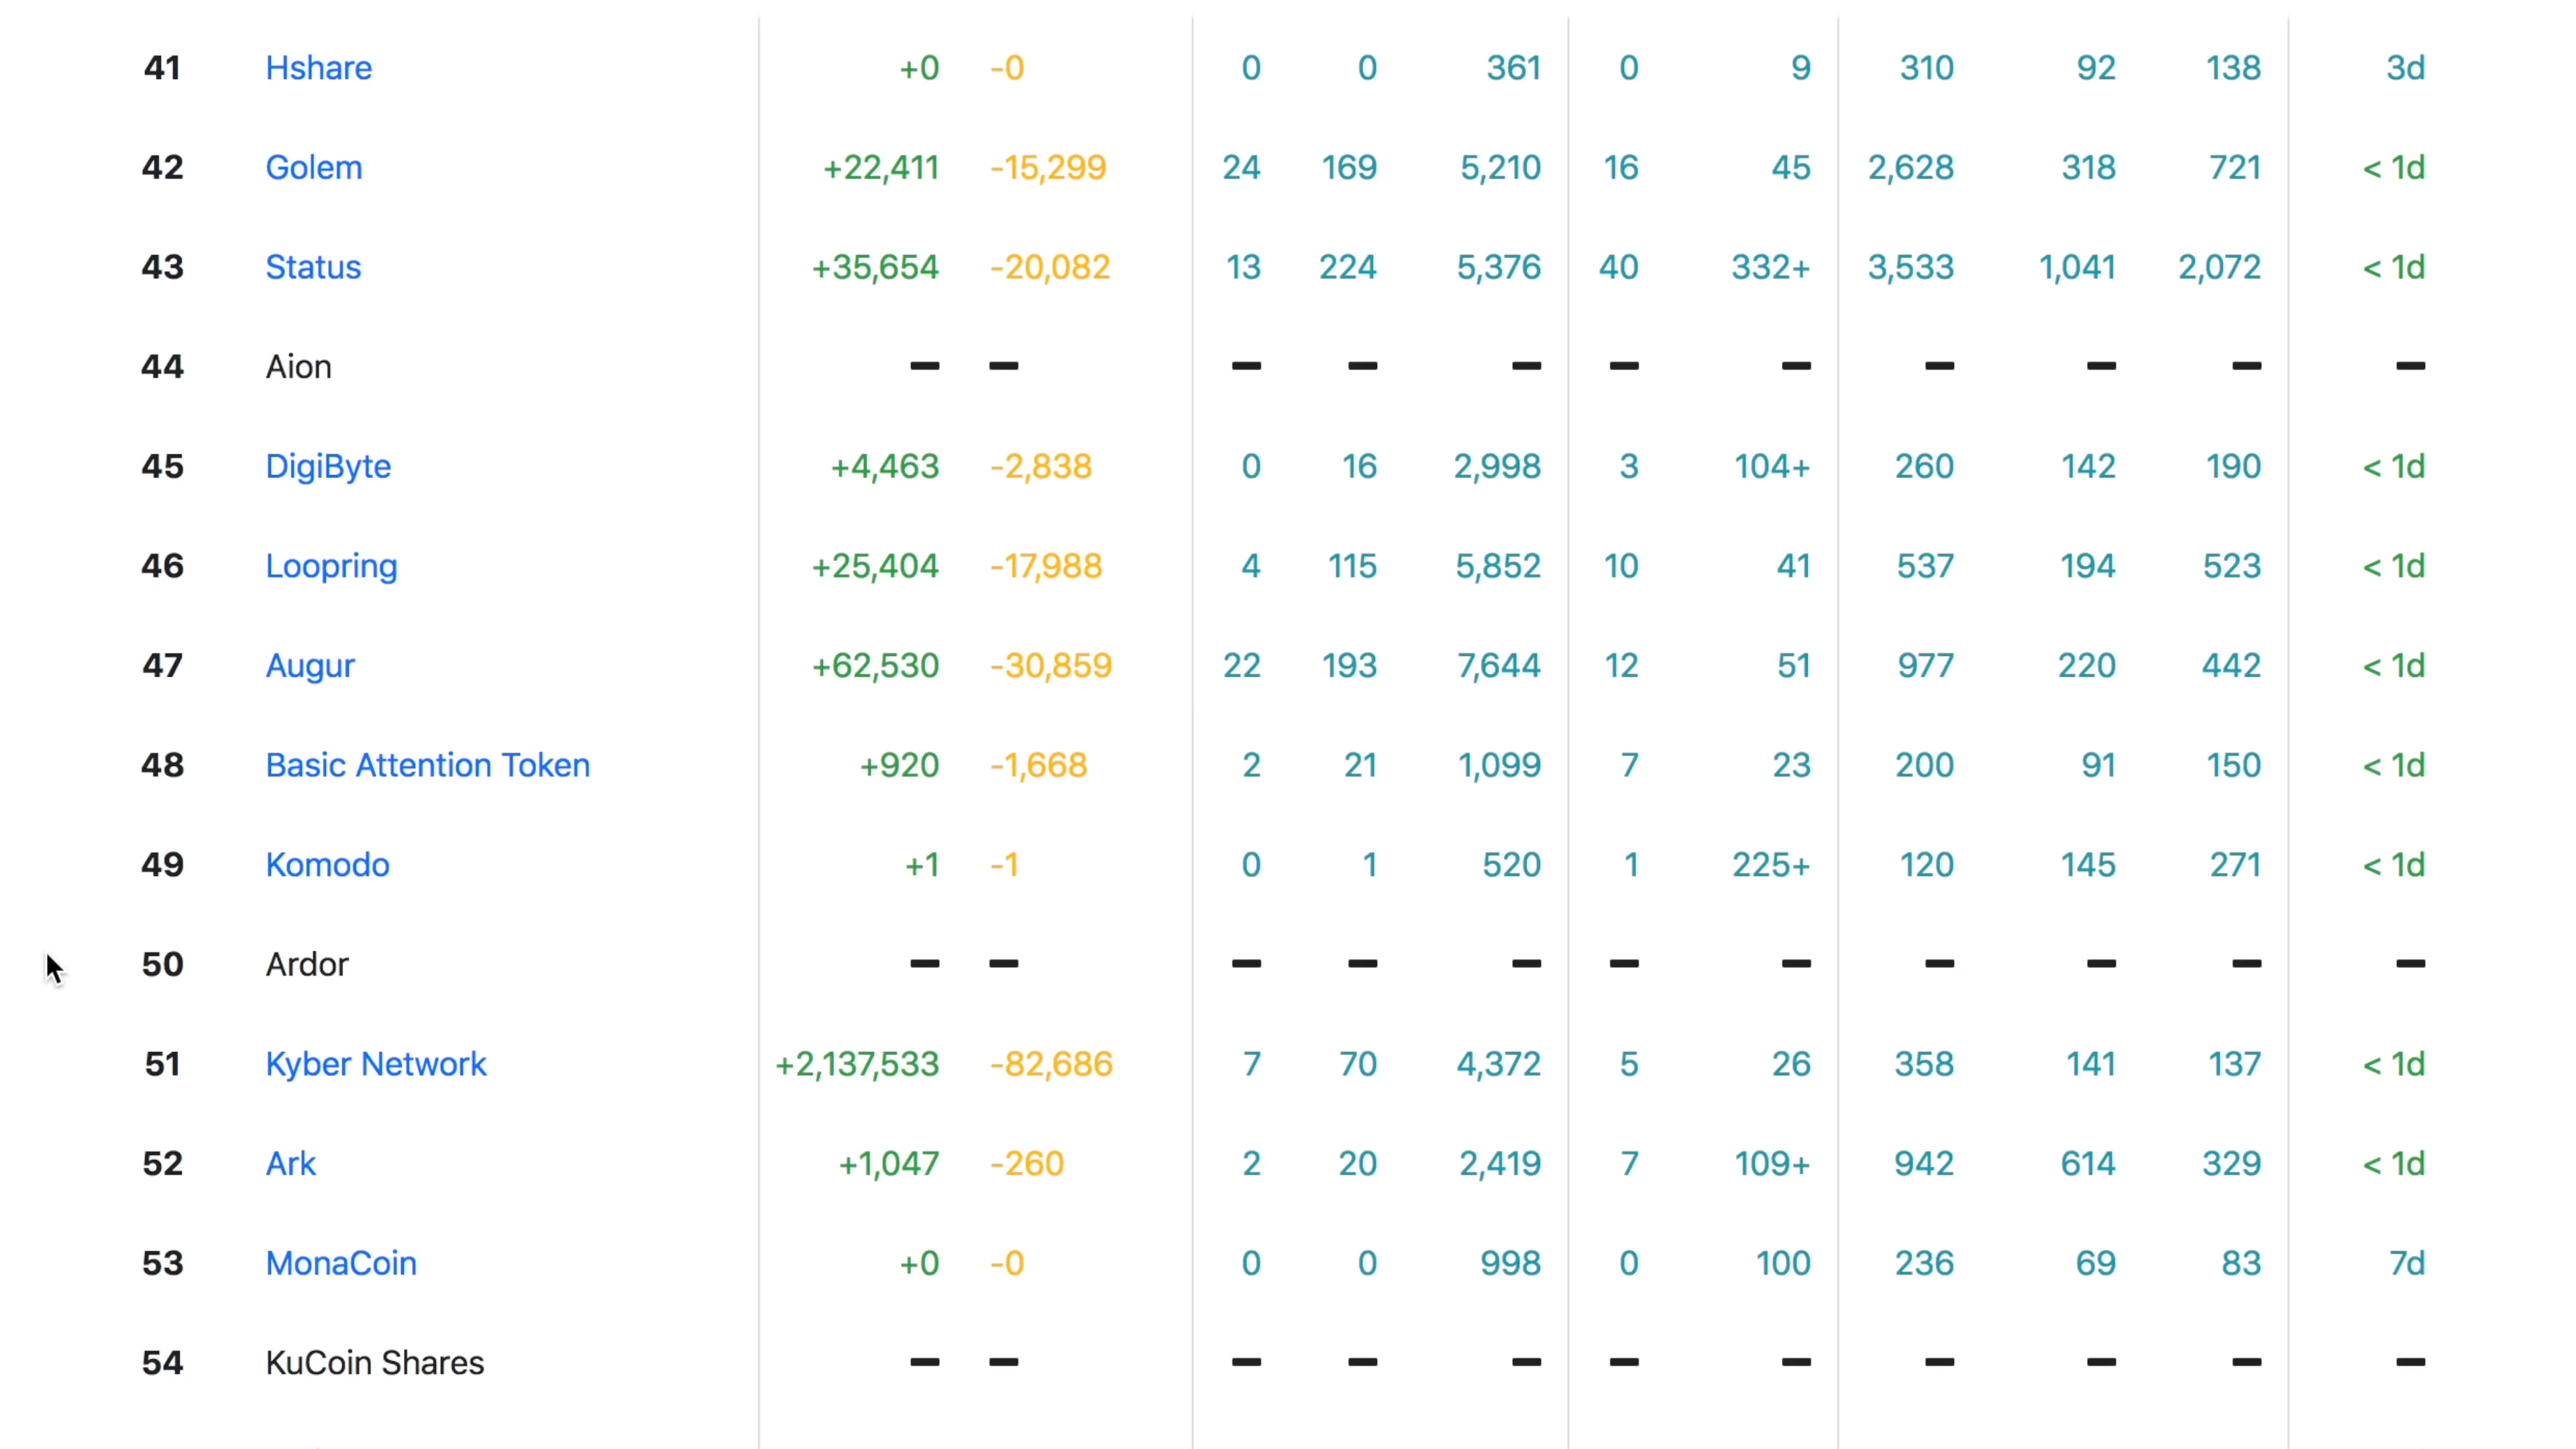 41 Hshare +0 -0 0 0 361 0 9 310 92 138 3d
42 Golem +22,411 -15,299 24 169 5,210 16 45 2,628 318 721 < 1d
43 Status +35,654 -20,082 13 224 5,376 40 332+ 3,533 1,041 2,072 < 1d
44 Aion — — — — — — — — — — —
45 DigiByte +4,463 -2,838 0 16 2,998 3 104+ 260 142 190 < 1d
46 Loopring +25,404 -17,988 4 115 5,852 10 41 537 194 523 < 1d
47 Augur +62,530 -30,859 22 193 7,644 12 51 977 220 442 < 1d
48 Basic Attention Token +920 -1,668 2 21 1,099 7 23 200 91 150 < 1d
49 Komodo +1 -1 0 1 520 1 225+ 120 145 271 < 1d
50 Ardor — — — — — — — — — — —
51 Kyber Network +2,137,533 -82,686 7 70 4,372 5 26 358 141 137 < 1d
52 Ark +1,047 -260 2 20 2,419 7 109+ 942 614 329 < 1d
53 MonaCoin +0 -0 0 0 998 0 100 236 69 83 7d
54 KuCoin Shares — — — — — — — — — — —